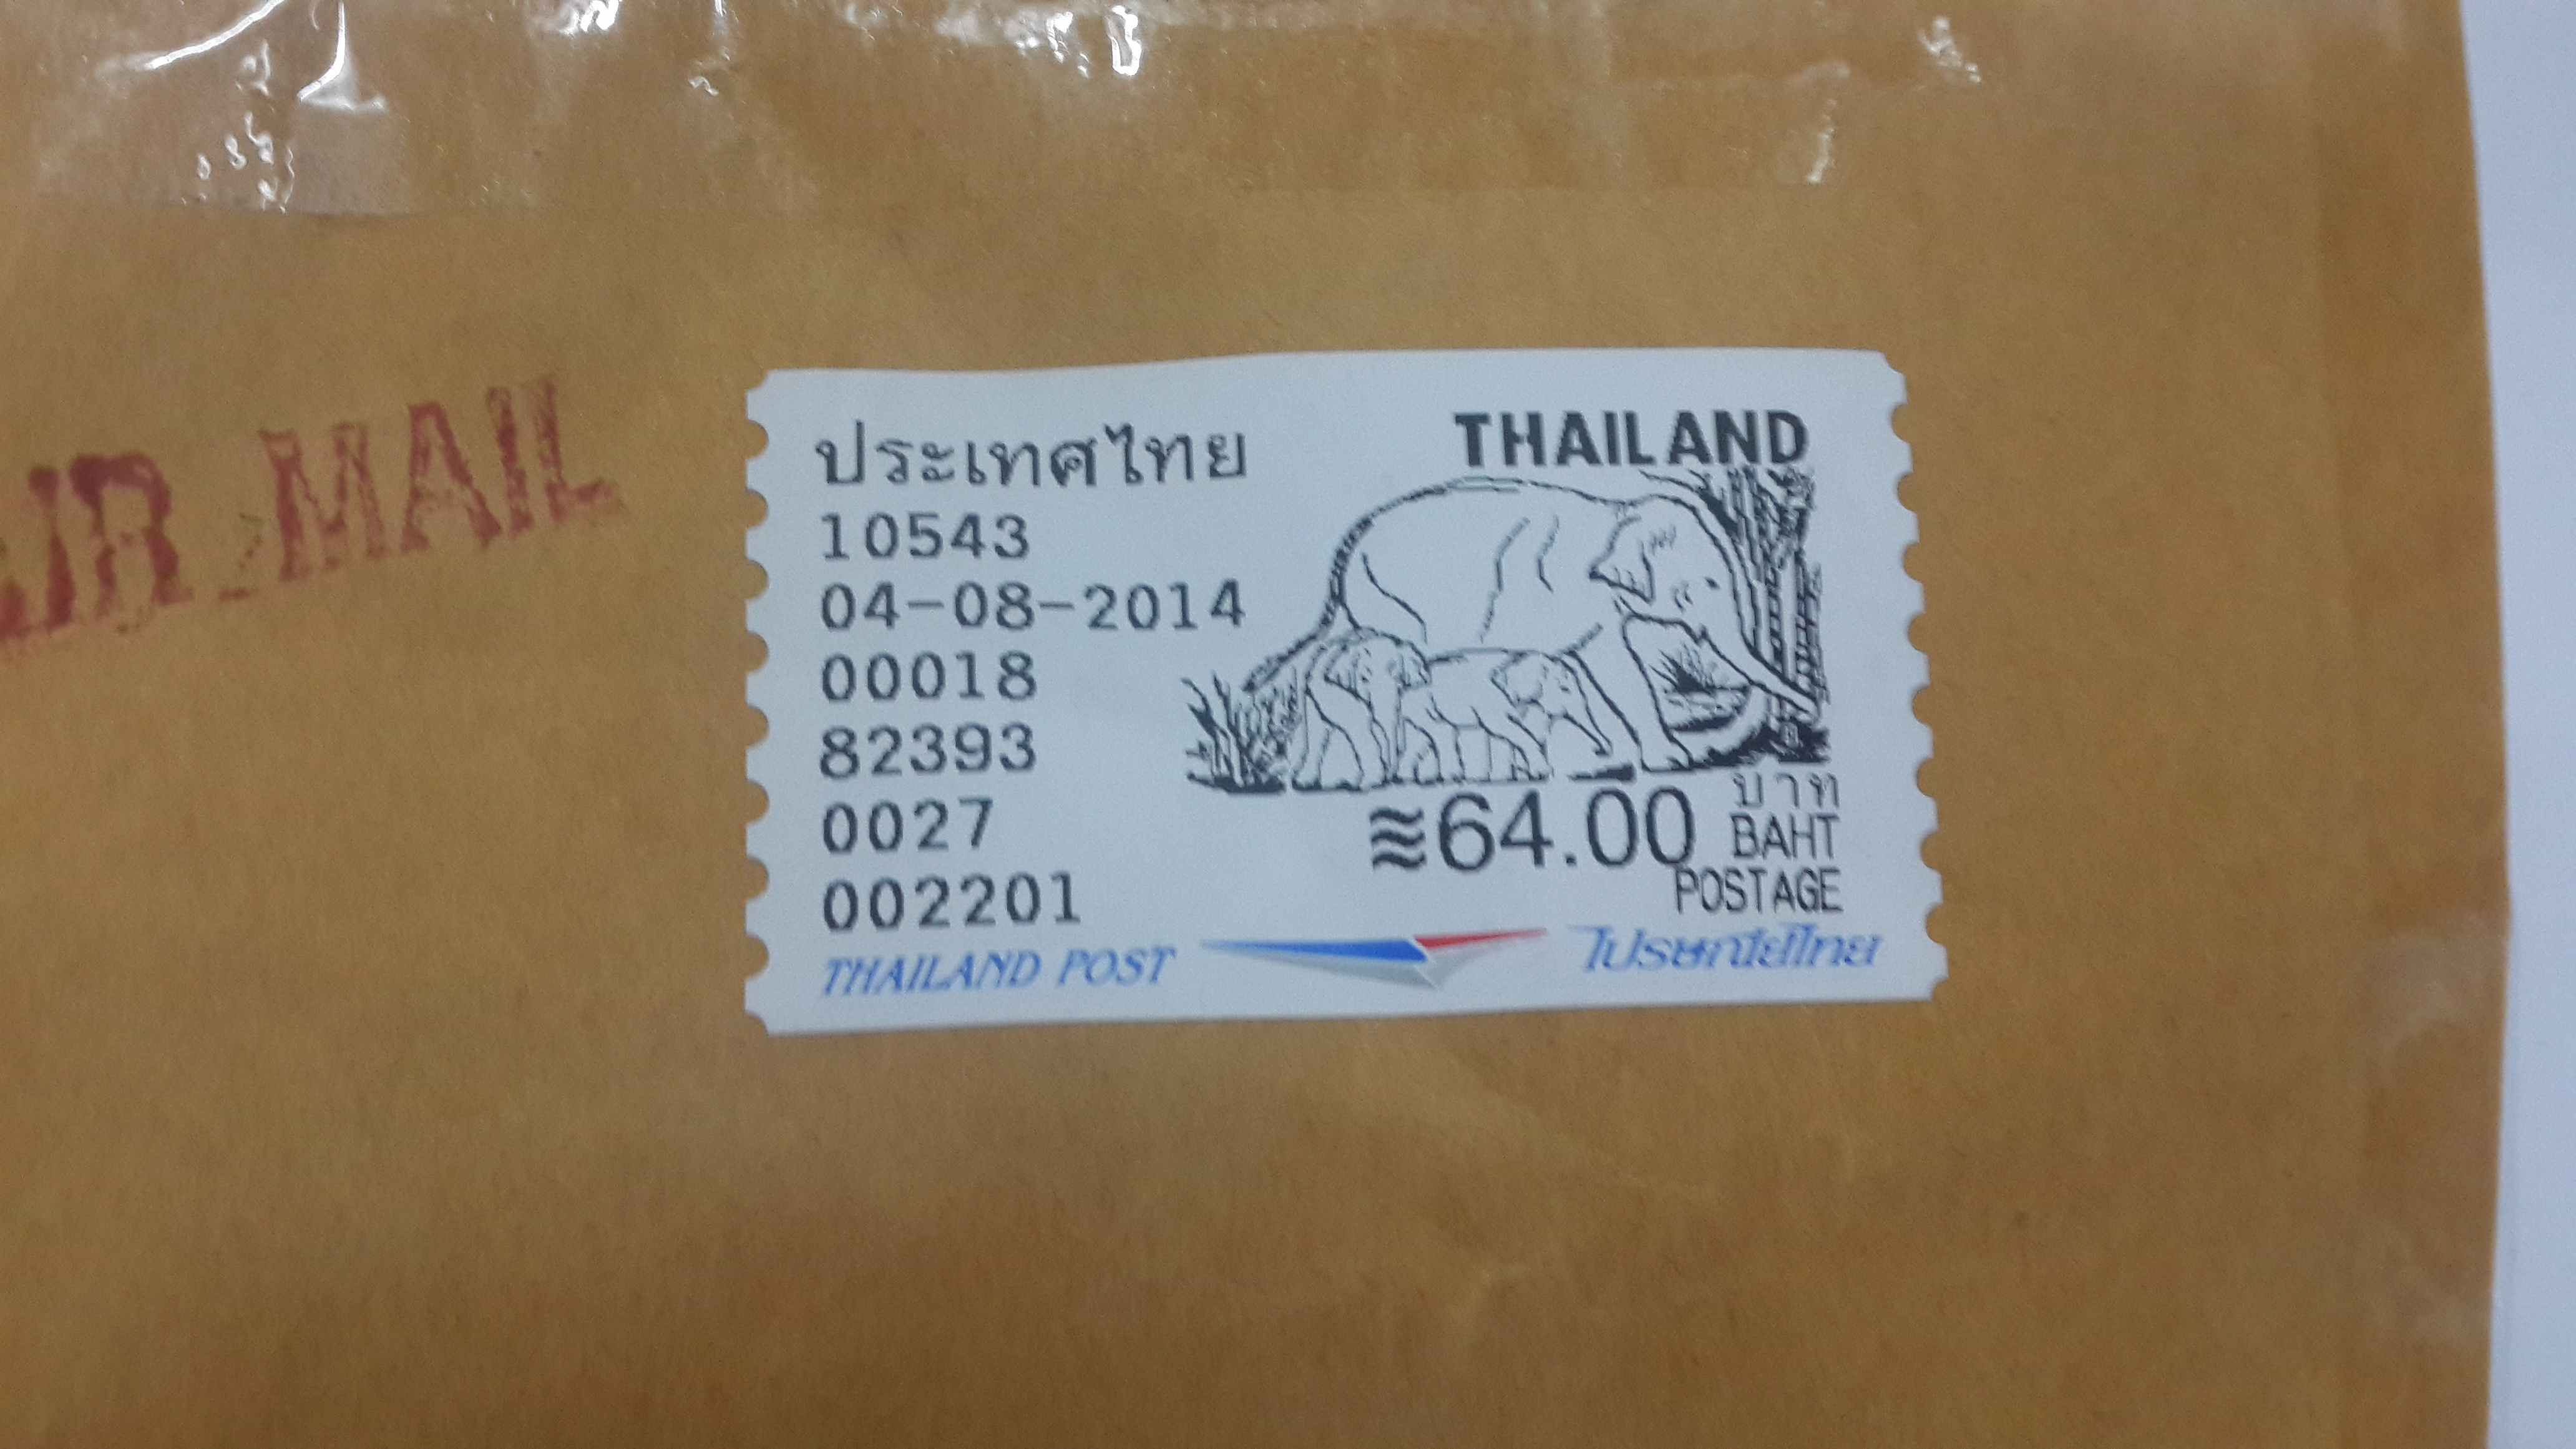 AIR MAIL
ประเทศไทย
10543
04-08-2014
00018
82393
0027
002201
THAILAND
≋64.00 บาท
BAHT
POSTAGE
THAILAND POST
ไปรษณีย์ไทย